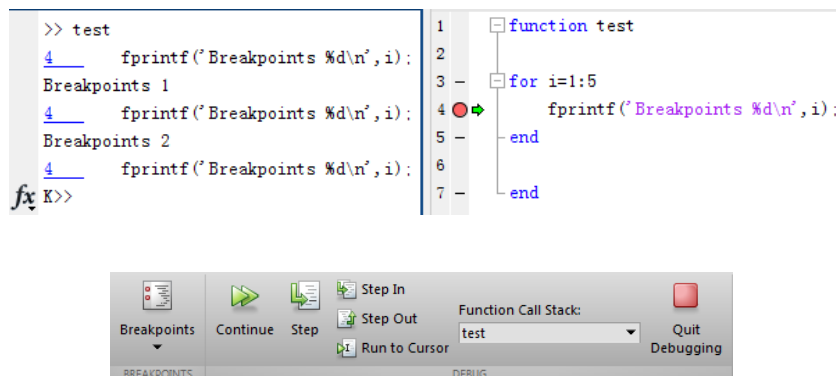 >> test
4 fprintf('Breakpoints %d\n',i);
Breakpoints 1
4 fprintf('Breakpoints %d\n',i);
Breakpoints 2
4 fprintf('Breakpoints %d\n',i);
fx K>>
1 function test
2
3 – for i=1:5
4 fprintf('Breakpoints %d\n',i);
5 – end
6
7 – end
Breakpoints
Continue
Step
Step In
Step Out
Run to Cursor
Function Call Stack:
test
Quit
Debugging
BREAKPOINTS
DEBUG